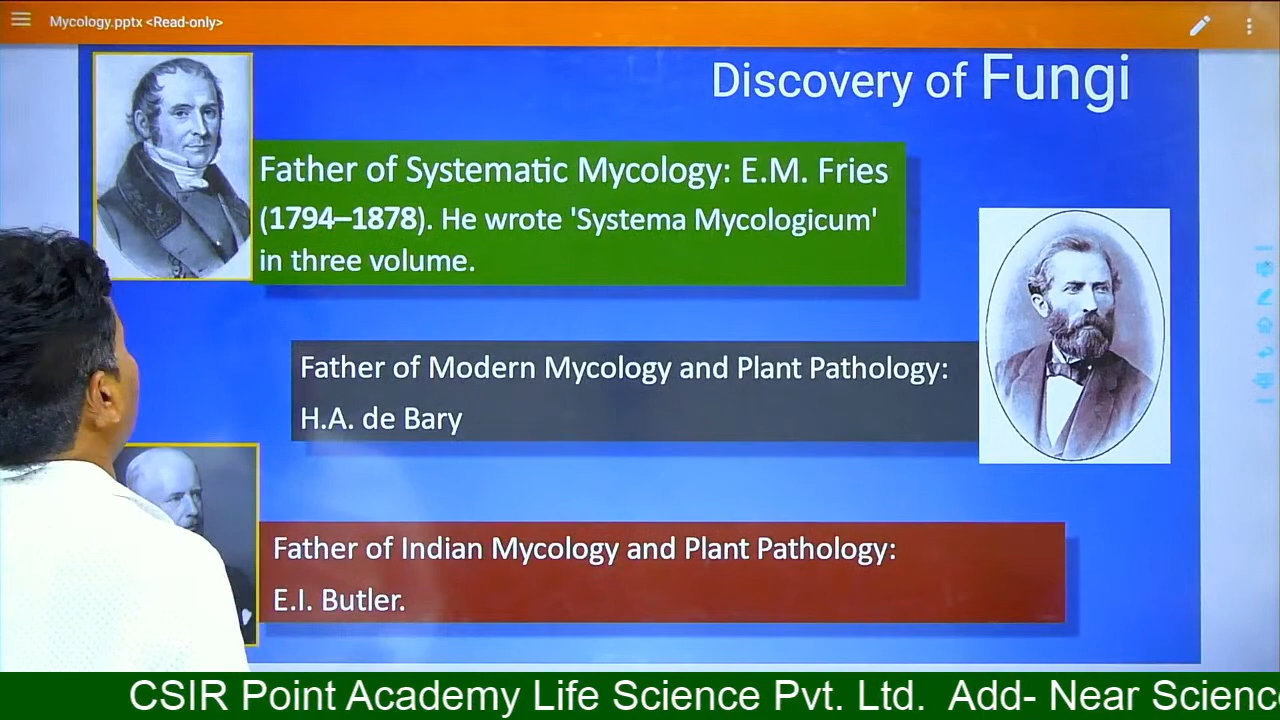 Mycology.pptx <Read-only>
Discovery of Fungi
Father of Systematic Mycology: E.M. Fries
(1794–1878). He wrote 'Systema Mycologicum'
in three volume.
Father of Modern Mycology and Plant Pathology:
H.A. de Bary
Father of Indian Mycology and Plant Pathology:
E.I. Butler.
CSIR Point Academy Life Science Pvt. Ltd. Add- Near Scienc